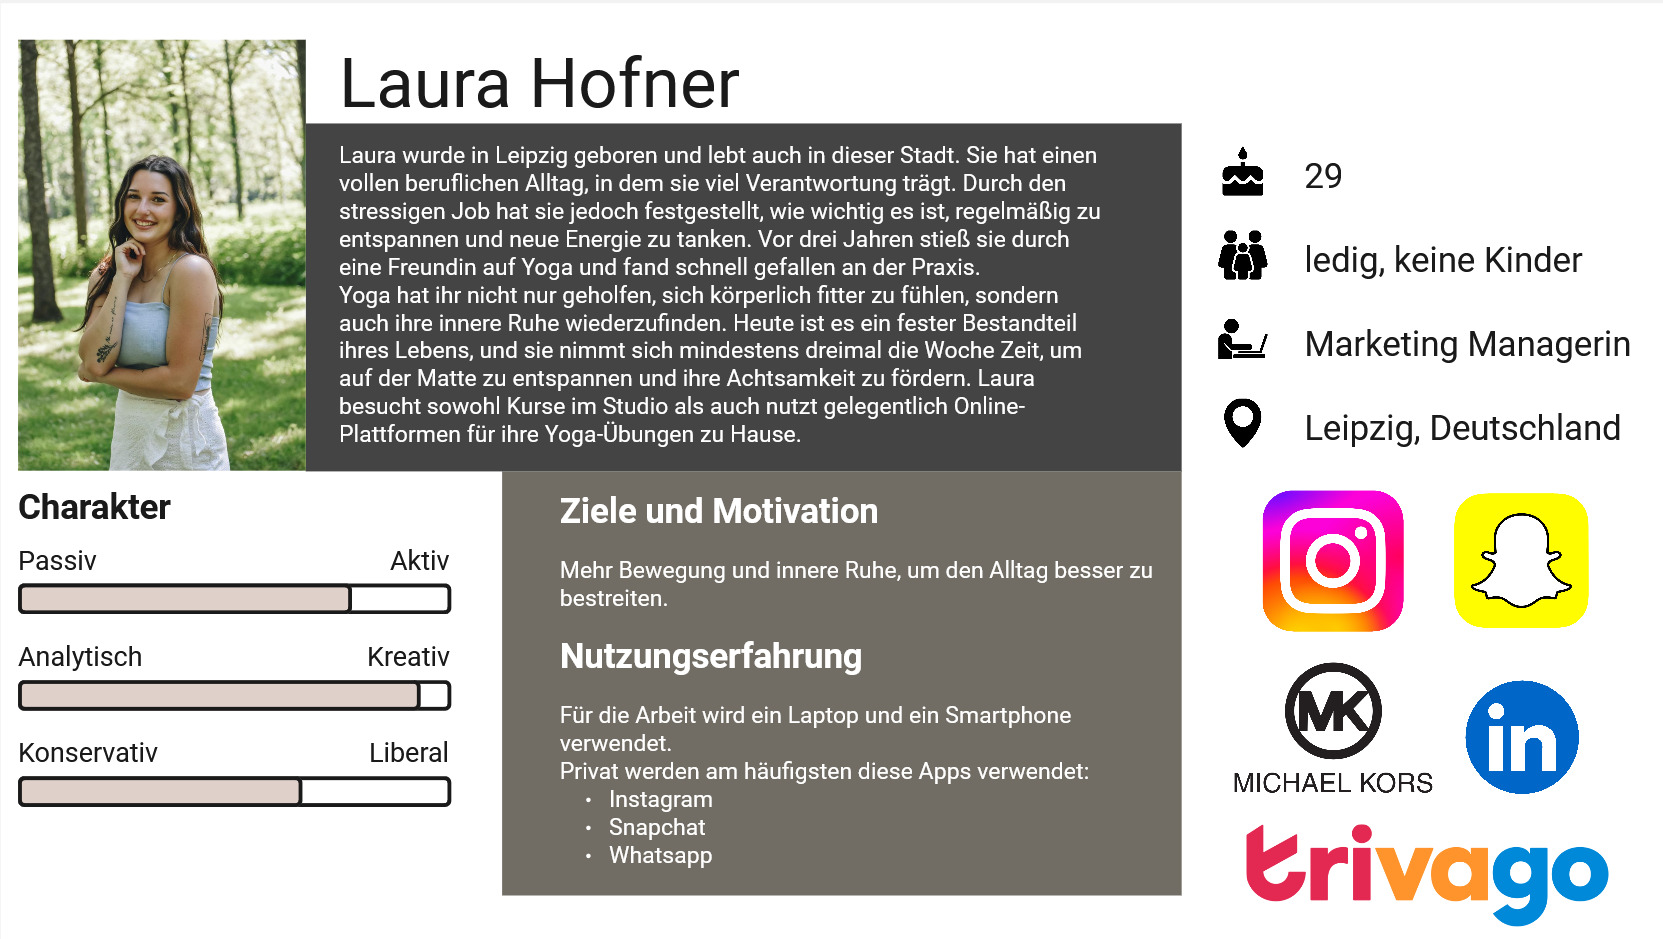 Laura Hofner
Laura wurde in Leipzig geboren und lebt auch in dieser Stadt. Sie hat einen
vollen beruflichen Alltag, in dem sie viel Verantwortung trägt. Durch den
stressigen Job hat sie jedoch festgestellt, wie wichtig es ist, regelmäßig zu
entspannen und neue Energie zu tanken. Vor drei Jahren stieß sie durch
eine Freundin auf Yoga und fand schnell gefallen an der Praxis.
Yoga hat ihr nicht nur geholfen, sich körperlich fitter zu fühlen, sondern
auch ihre innere Ruhe wiederzufinden. Heute ist es ein fester Bestandteil
ihres Lebens, und sie nimmt sich mindestens dreimal die Woche Zeit, um
auf der Matte zu entspannen und ihre Achtsamkeit zu fördern. Laura
besucht sowohl Kurse im Studio als auch nutzt gelegentlich Online-
Plattformen für ihre Yoga-Übungen zu Hause.
29
ledig, keine Kinder
Marketing Managerin
Leipzig, Deutschland
Charakter
Passiv Aktiv
Analytisch Kreativ
Konservativ Liberal
Ziele und Motivation
Mehr Bewegung und innere Ruhe, um den Alltag besser zu
bestreiten.
Nutzungserfahrung
Für die Arbeit wird ein Laptop und ein Smartphone
verwendet.
Privat werden am häufigsten diese Apps verwendet:
• Instagram
• Snapchat
• Whatsapp
MK
MICHAEL KORS
in
trivago